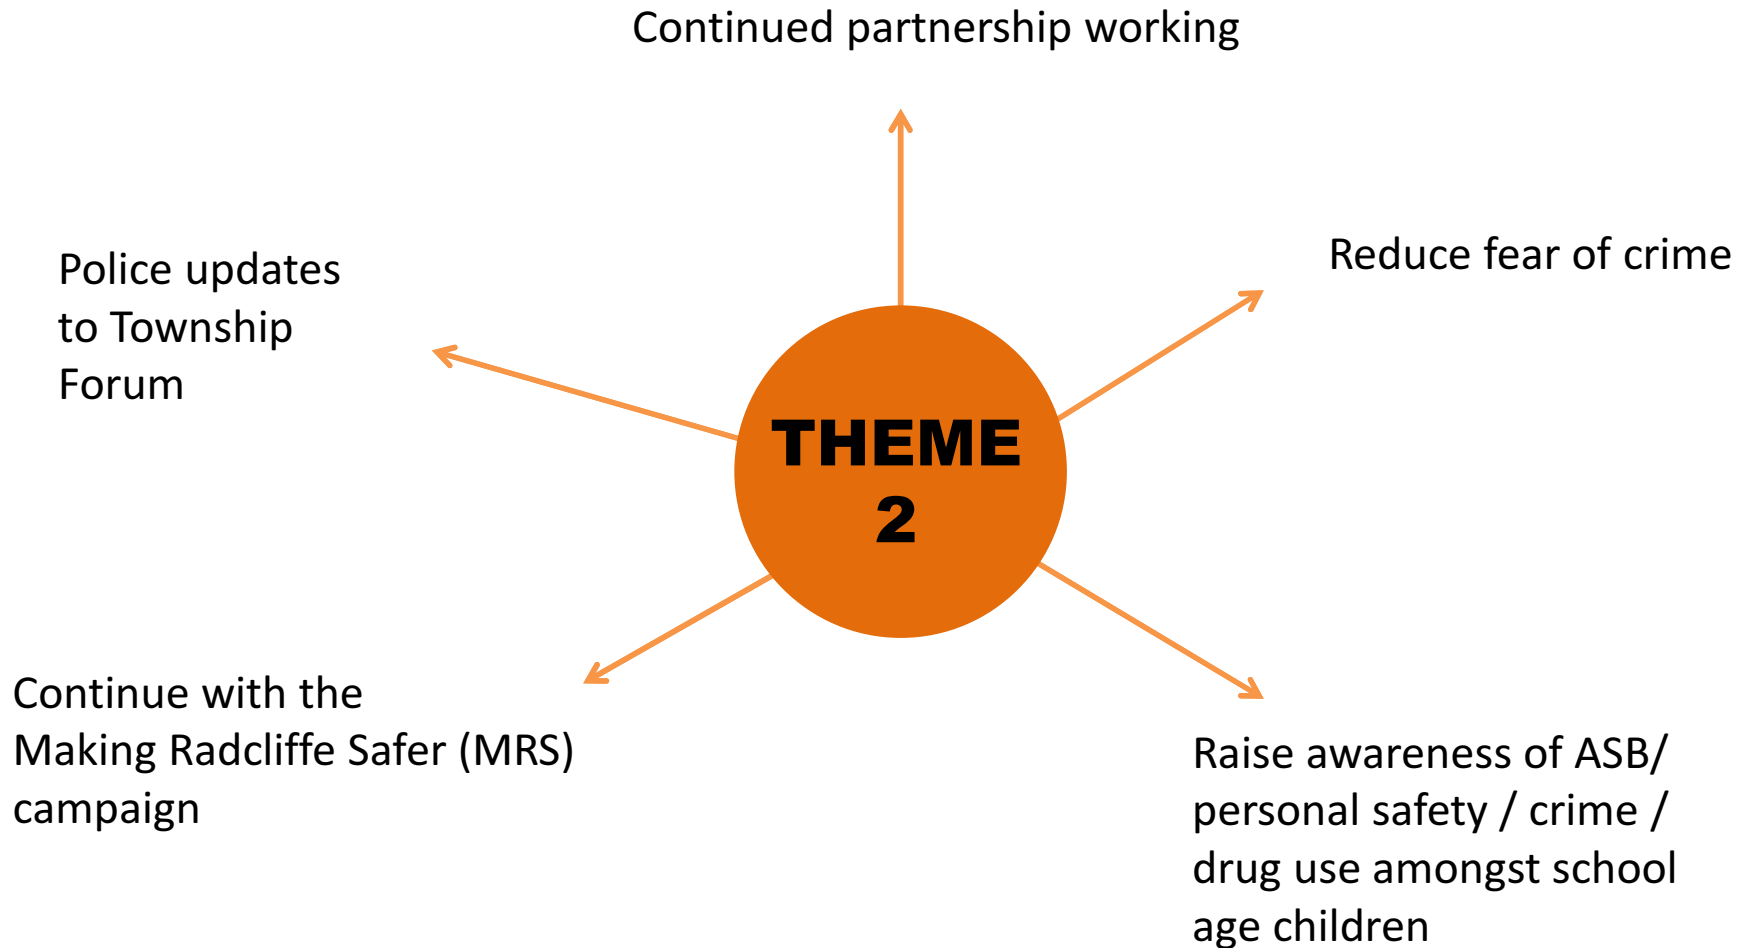 Continued partnership working
Reduce fear of crime
Police updates
to Township
Forum
THEME
2
Continue with the
Making Radcliffe Safer (MRS)
campaign
Raise awareness of ASB/
personal safety / crime /
drug use amongst school
age children